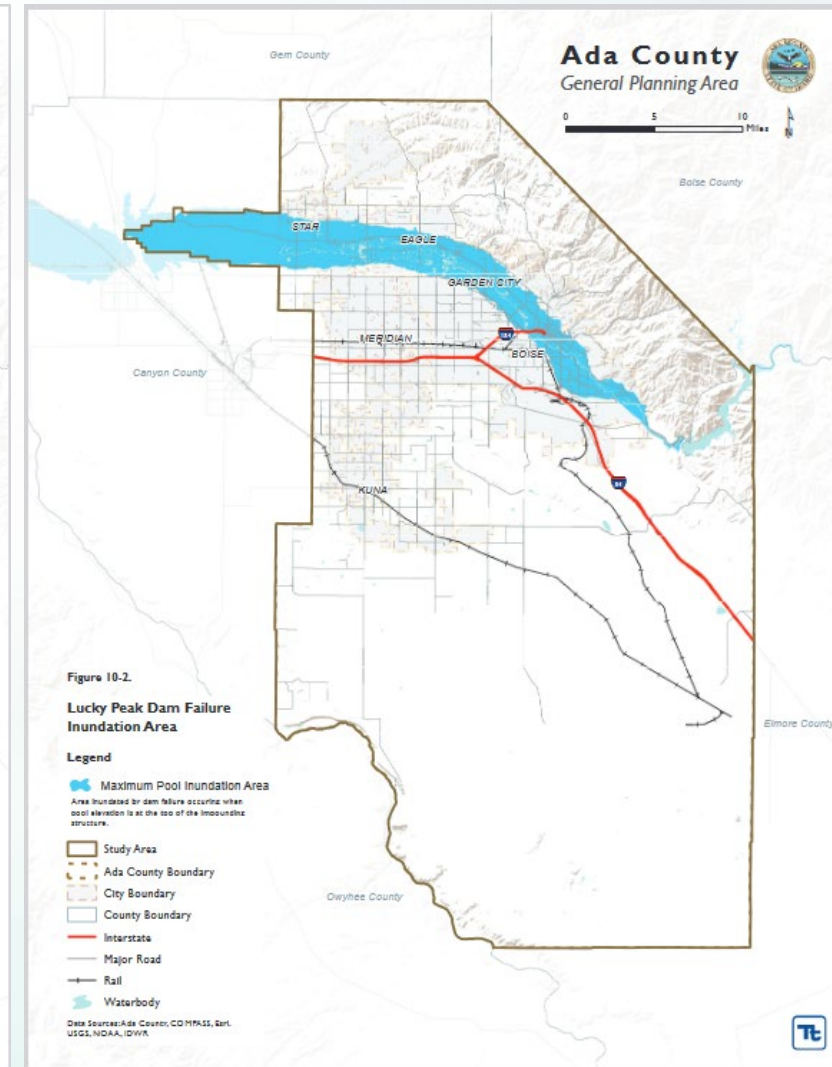 Ada County
General Planning Area
0 5 10
Miles
N
Gem County
Boise County
STAR
EAGLE
GARDEN CITY
MERIDIAN
184
BOISE
Canyon County
KUNA
84
Elmore County
Owyhee County
Figure 10-2.
Lucky Peak Dam Failure
Inundation Area
Legend
Maximum Pool Inundation Area
Area inundated by dam failure occuring when
pool elevation is at the top of the impounding
structure.
Study Area
Ada County Boundary
City Boundary
County Boundary
Interstate
Major Road
Rail
Waterbody
Data Sources: Ada County, COMPASS, Esri,
USGS, NOAA, IDWR
Tt